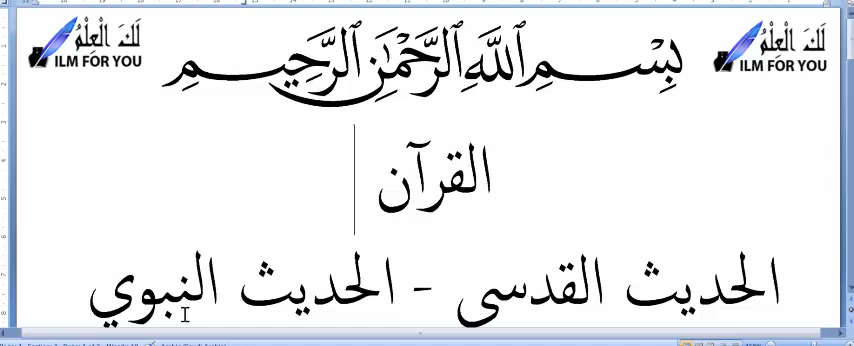 لَكَ الْعِلْمُ
ILM FOR YOU
بِسْمِ ٱللَّهِ ٱلرَّحْمَٰنِ ٱلرَّحِيمِ
لَكَ الْعِلْمُ
ILM FOR YOU
القرآن
الحديث القدسى - الحديث النبوي